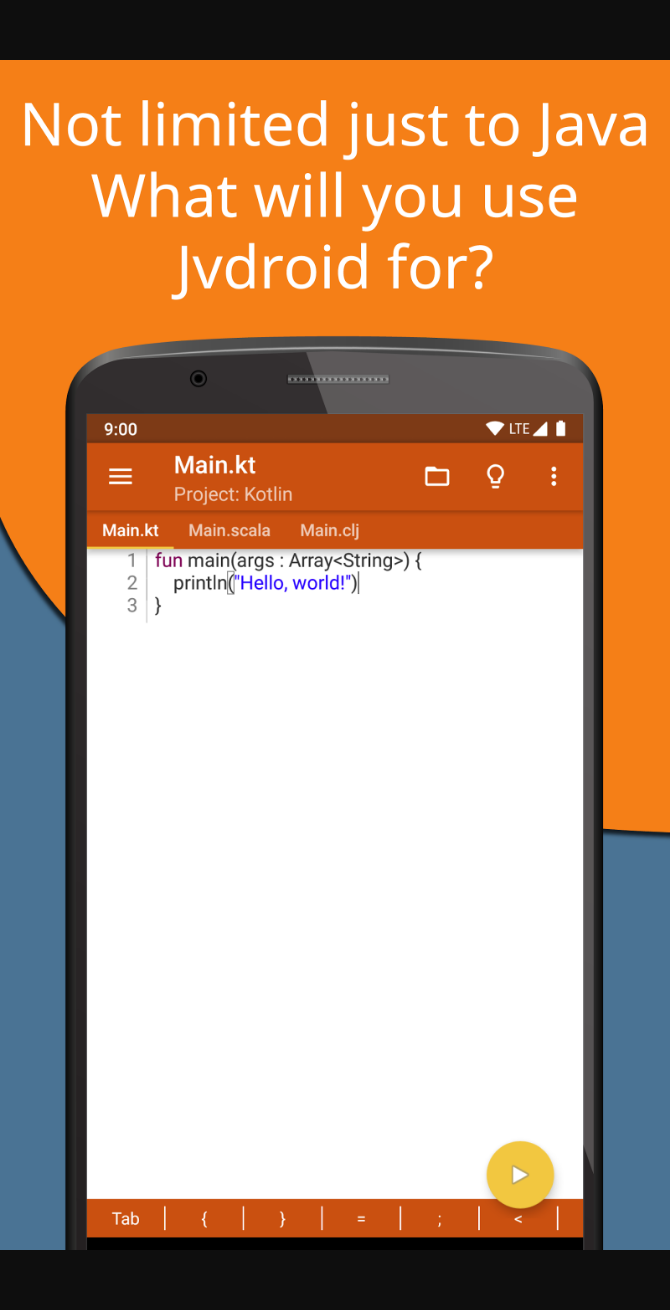 Not limited just to Java
What will you use
Jvdroid for?
9:00 LTE
Main.kt
Project: Kotlin
Main.kt Main.scala Main.clj
1 fun main(args : Array<String>) {
2 println("Hello, world!")
3 }
Tab { } = ; <